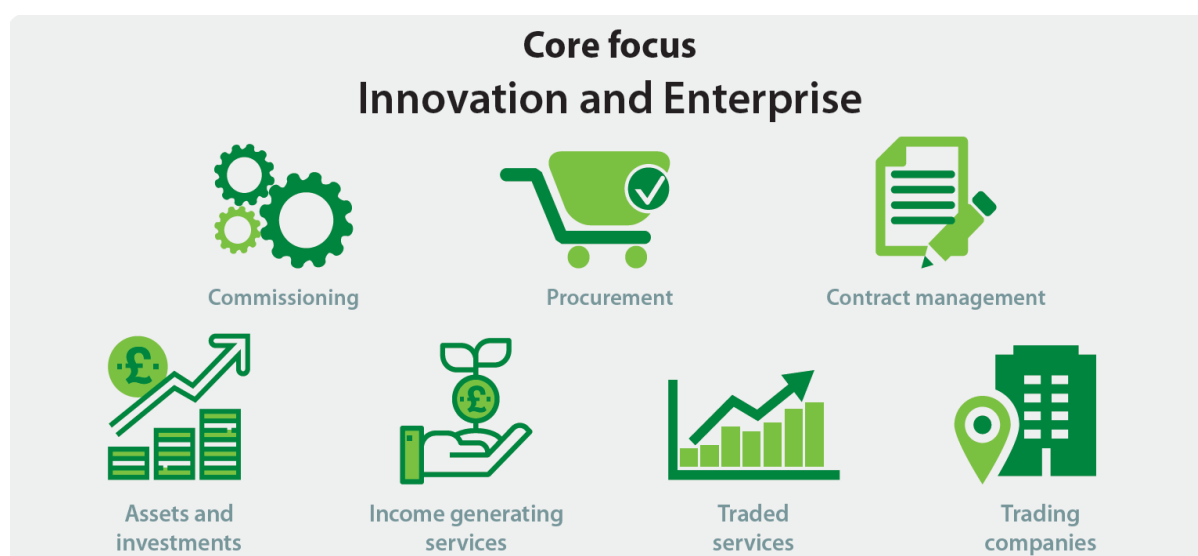 Core focus
Innovation and Enterprise
Commissioning
Procurement
Contract management
£
Assets and
investments
£
Income generating
services
Traded
services
Trading
companies